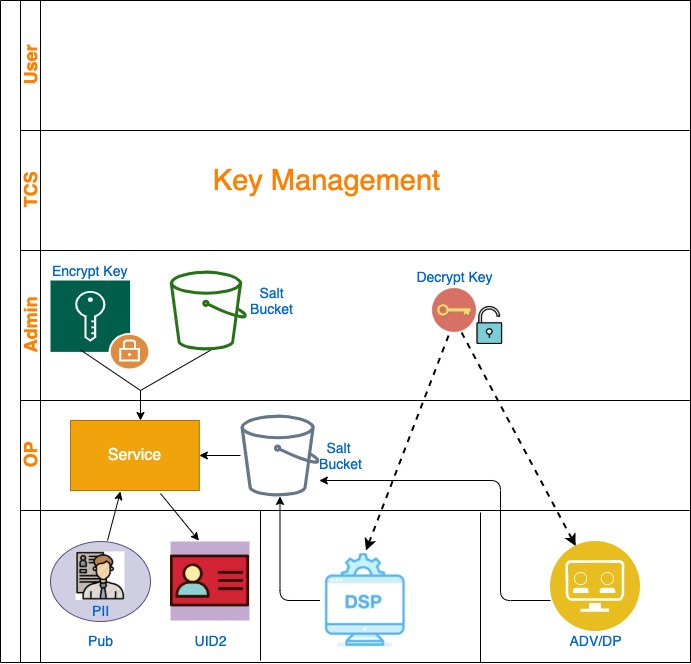 User
TCS
Key Management
Admin
Encrypt Key
Salt
Bucket
Decrypt Key
OP
Service
Salt
Bucket
PII
Pub
UID2
DSP
ADV/DP